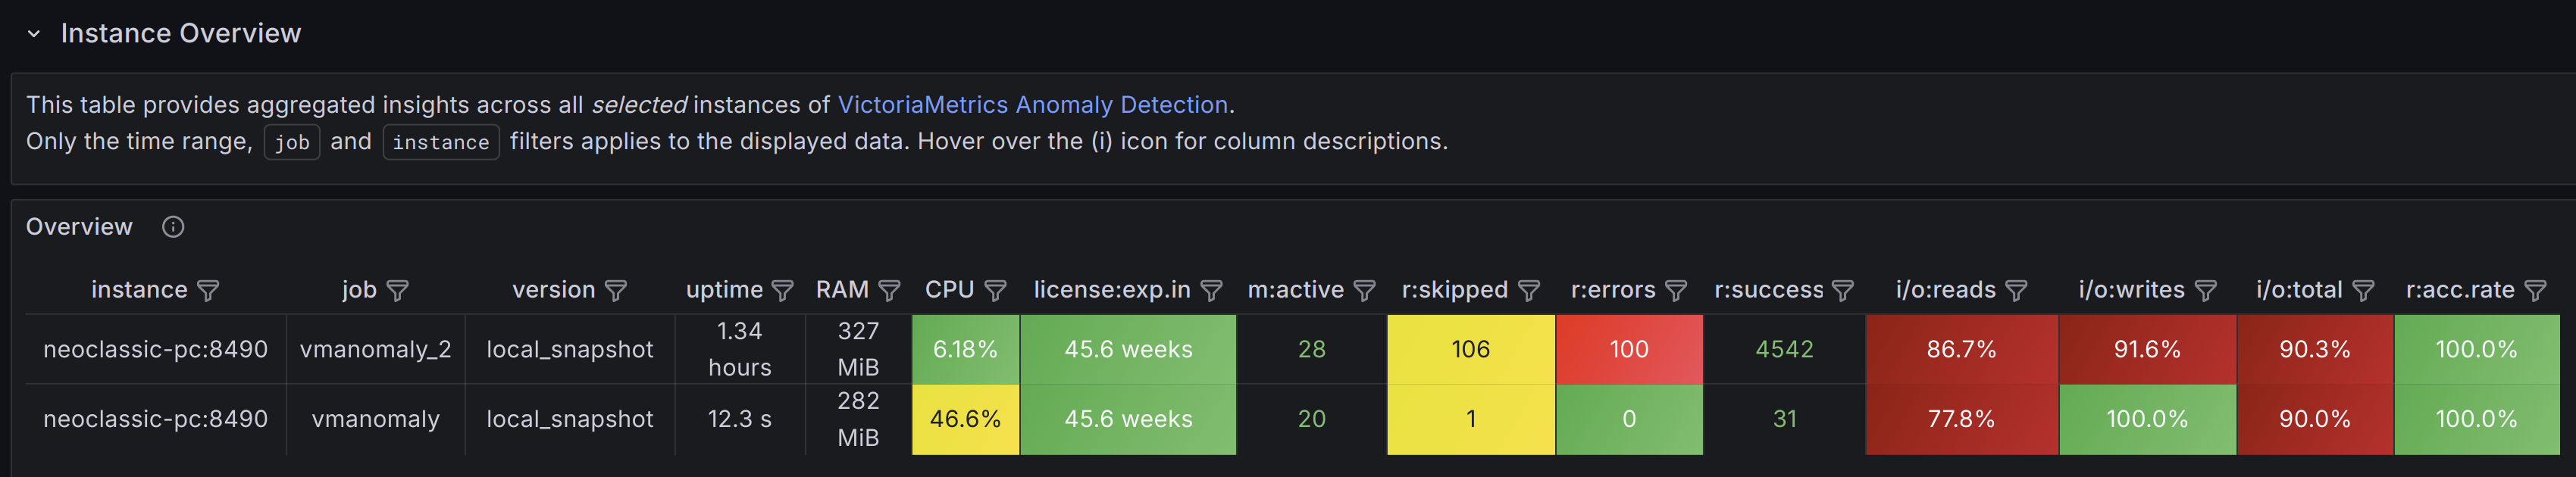 Instance Overview
This table provides aggregated insights across all selected instances of VictoriaMetrics Anomaly Detection.
Only the time range, job and instance filters applies to the displayed data. Hover over the (i) icon for column descriptions.
Overview
instance job version uptime RAM CPU license:exp.in m:active r:skipped r:errors r:success i/o:reads i/o:writes i/o:total r:acc.rate
neoclassic-pc:8490 vmanomaly_2 local_snapshot 1.34 hours 327 MiB 6.18% 45.6 weeks 28 106 100 4542 86.7% 91.6% 90.3% 100.0%
neoclassic-pc:8490 vmanomaly local_snapshot 12.3 s 282 MiB 46.6% 45.6 weeks 20 1 0 31 77.8% 100.0% 90.0% 100.0%